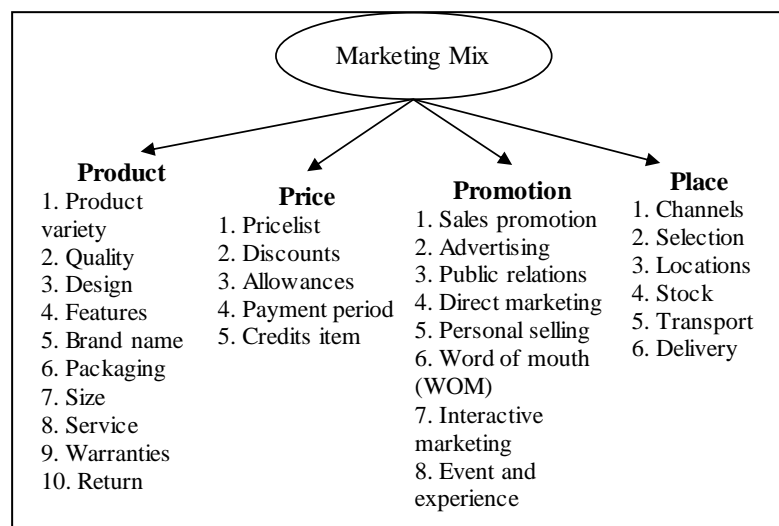 Marketing Mix
Product
1. Product
variety
2. Quality
3. Design
4. Features
5. Brand name
6. Packaging
7. Size
8. Service
9. Warranties
10. Return
Price
1. Pricelist
2. Discounts
3. Allowances
4. Payment period
5. Credits item
Promotion
1. Sales promotion
2. Advertising
3. Public relations
4. Direct marketing
5. Personal selling
6. Word of mouth
(WOM)
7. Interactive
marketing
8. Event and
experience
Place
1. Channels
2. Selection
3. Locations
4. Stock
5. Transport
6. Delivery